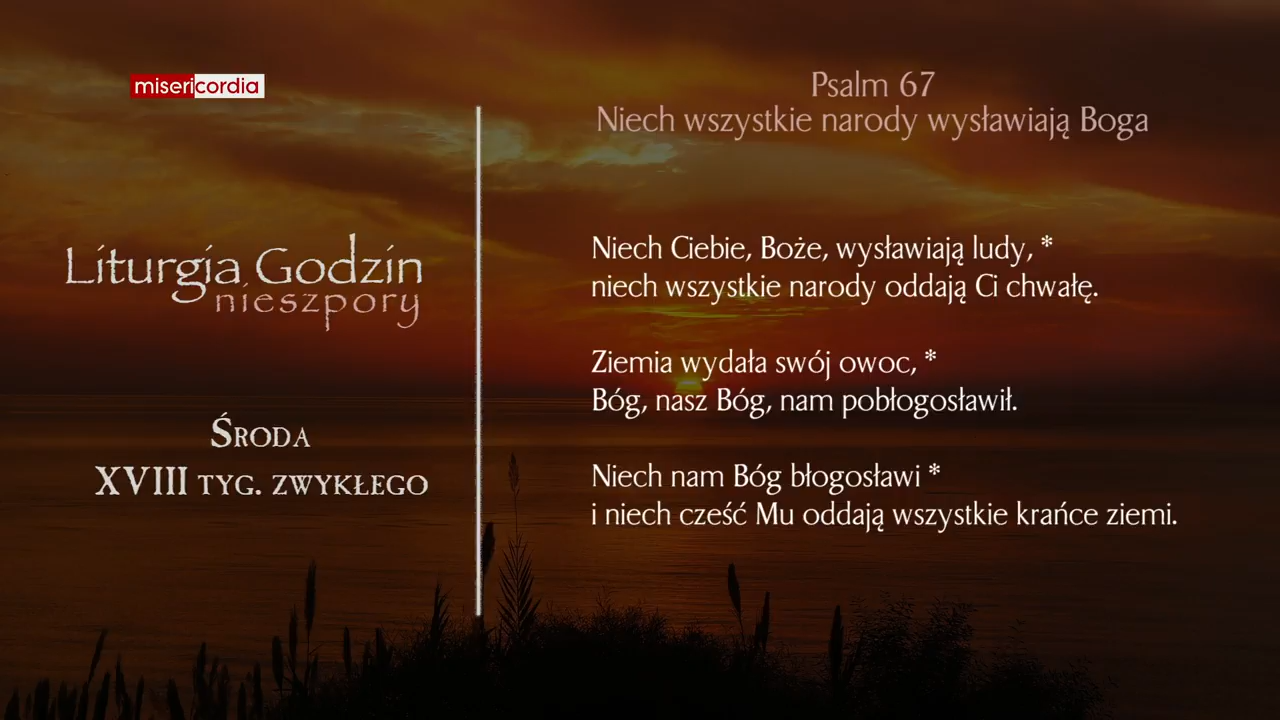 misericordia
Liturgia Godzin
nieszpory
Środa
XVIII tyg. zwykłego
Psalm 67
Niech wszystkie narody wysławiają Boga
Niech Ciebie, Boże, wysławiają ludy, *
niech wszystkie narody oddają Ci chwałę.
Ziemia wydała swój owoc, *
Bóg, nasz Bóg, nam pobłogosławił.
Niech nam Bóg błogosławi *
i niech cześć Mu oddają wszystkie krańce ziemi.